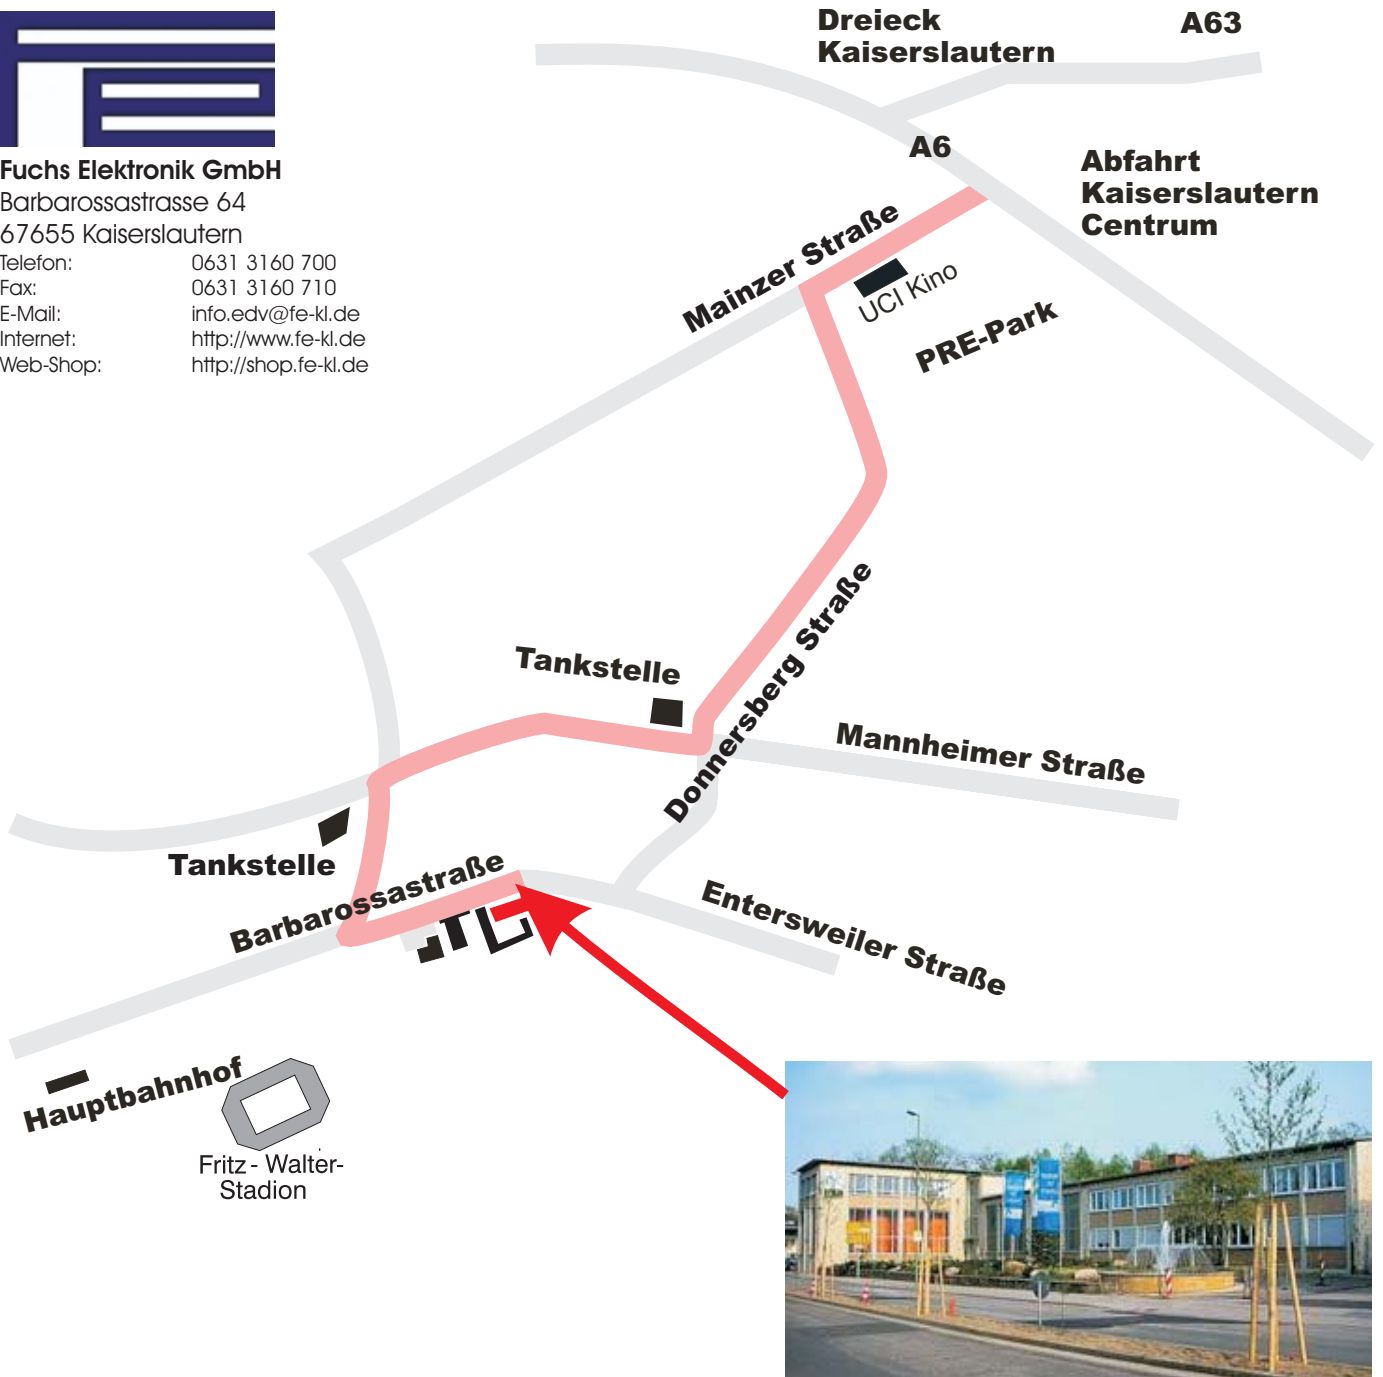 Fuchs Elektronik GmbH
Barbarossastrasse 64
67655 Kaiserslautern
Telefon: 0631 3160 700
Fax: 0631 3160 710
E-Mail: info.edv@fe-kl.de
Internet: http://www.fe-kl.de
Web-Shop: http://shop.fe-kl.de
Dreieck
Kaiserslautern
A63
A6
Abfahrt
Kaiserslautern
Centrum
Mainzer Straße
UCI Kino
PRE-Park
Donnersberg Straße
Tankstelle
Mannheimer Straße
Tankstelle
Barbarossastraße
Entersweiler Straße
Hauptbahnhof
Fritz - Walter-
Stadion